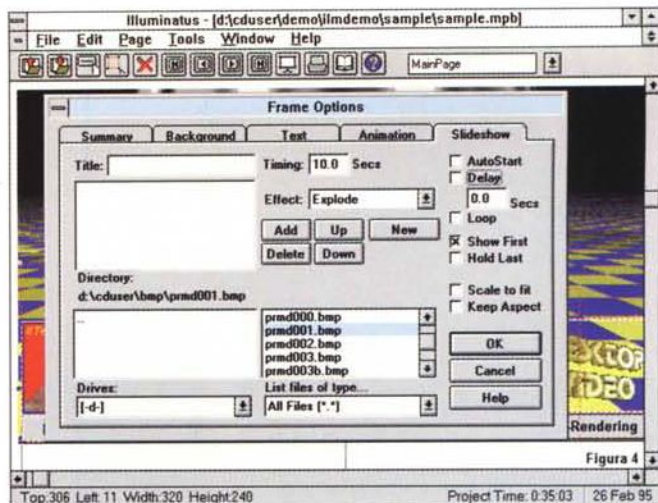 Illuminatus - [d:\cduser\demo\ilmdemo\sample\sample.mpb]
File Edit Page Tools Window Help
MainPage
Frame Options
Summary Background Text Animation Slideshow
Title: Timing: 10.0 Secs
AutoStart
Delay
0.0 Secs
Loop
Effect: Explode
Add Up New
Delete Down
Show First
Hold Last
Directory:
d:\cduser\bmp\prmd001.bmp
Scale to fit
Keep Aspect
..
prmd000.bmp
prmd001.bmp
prmd002.bmp
prmd003.bmp
prmd003b.bmp
OK
Cancel
Help
Drives: List files of type...
[-d-] All Files (*.*)
VIDEO
Rendering
Figura 4
Top:306 Left 11 Width:320 Height:240 Project Time: 0:35:03 26 Feb 95